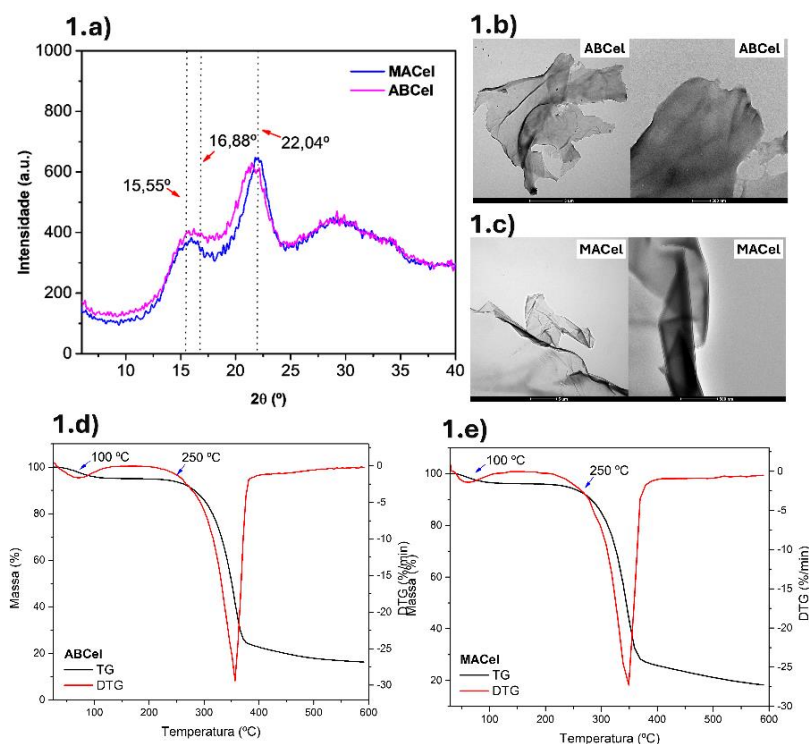 1.a)
1000
800
600
400
200
0
Intensidade (a.u.)
MACel
ABCel
15,55º
16,88º
22,04º
10 15 20 25 30 35 40
2θ (º)
1.b)
ABCel
ABCel
1.c)
MACel
MACel
1.d)
100 ºC
250 ºC
100
80
60
40
20
0
Massa (%)
0
-5
-10
-15
-20
-25
-30
DTG (%/min)
ABCel
TG
DTG
100 200 300 400 500 600
Temperatura (ºC)
1.e)
100 ºC
250 ºC
100
80
60
40
20
Massa (%)
0
-5
-10
-15
-20
-25
-30
DTG (%/min)
MACel
TG
DTG
100 200 300 400 500 600
Temperatura (ºC)